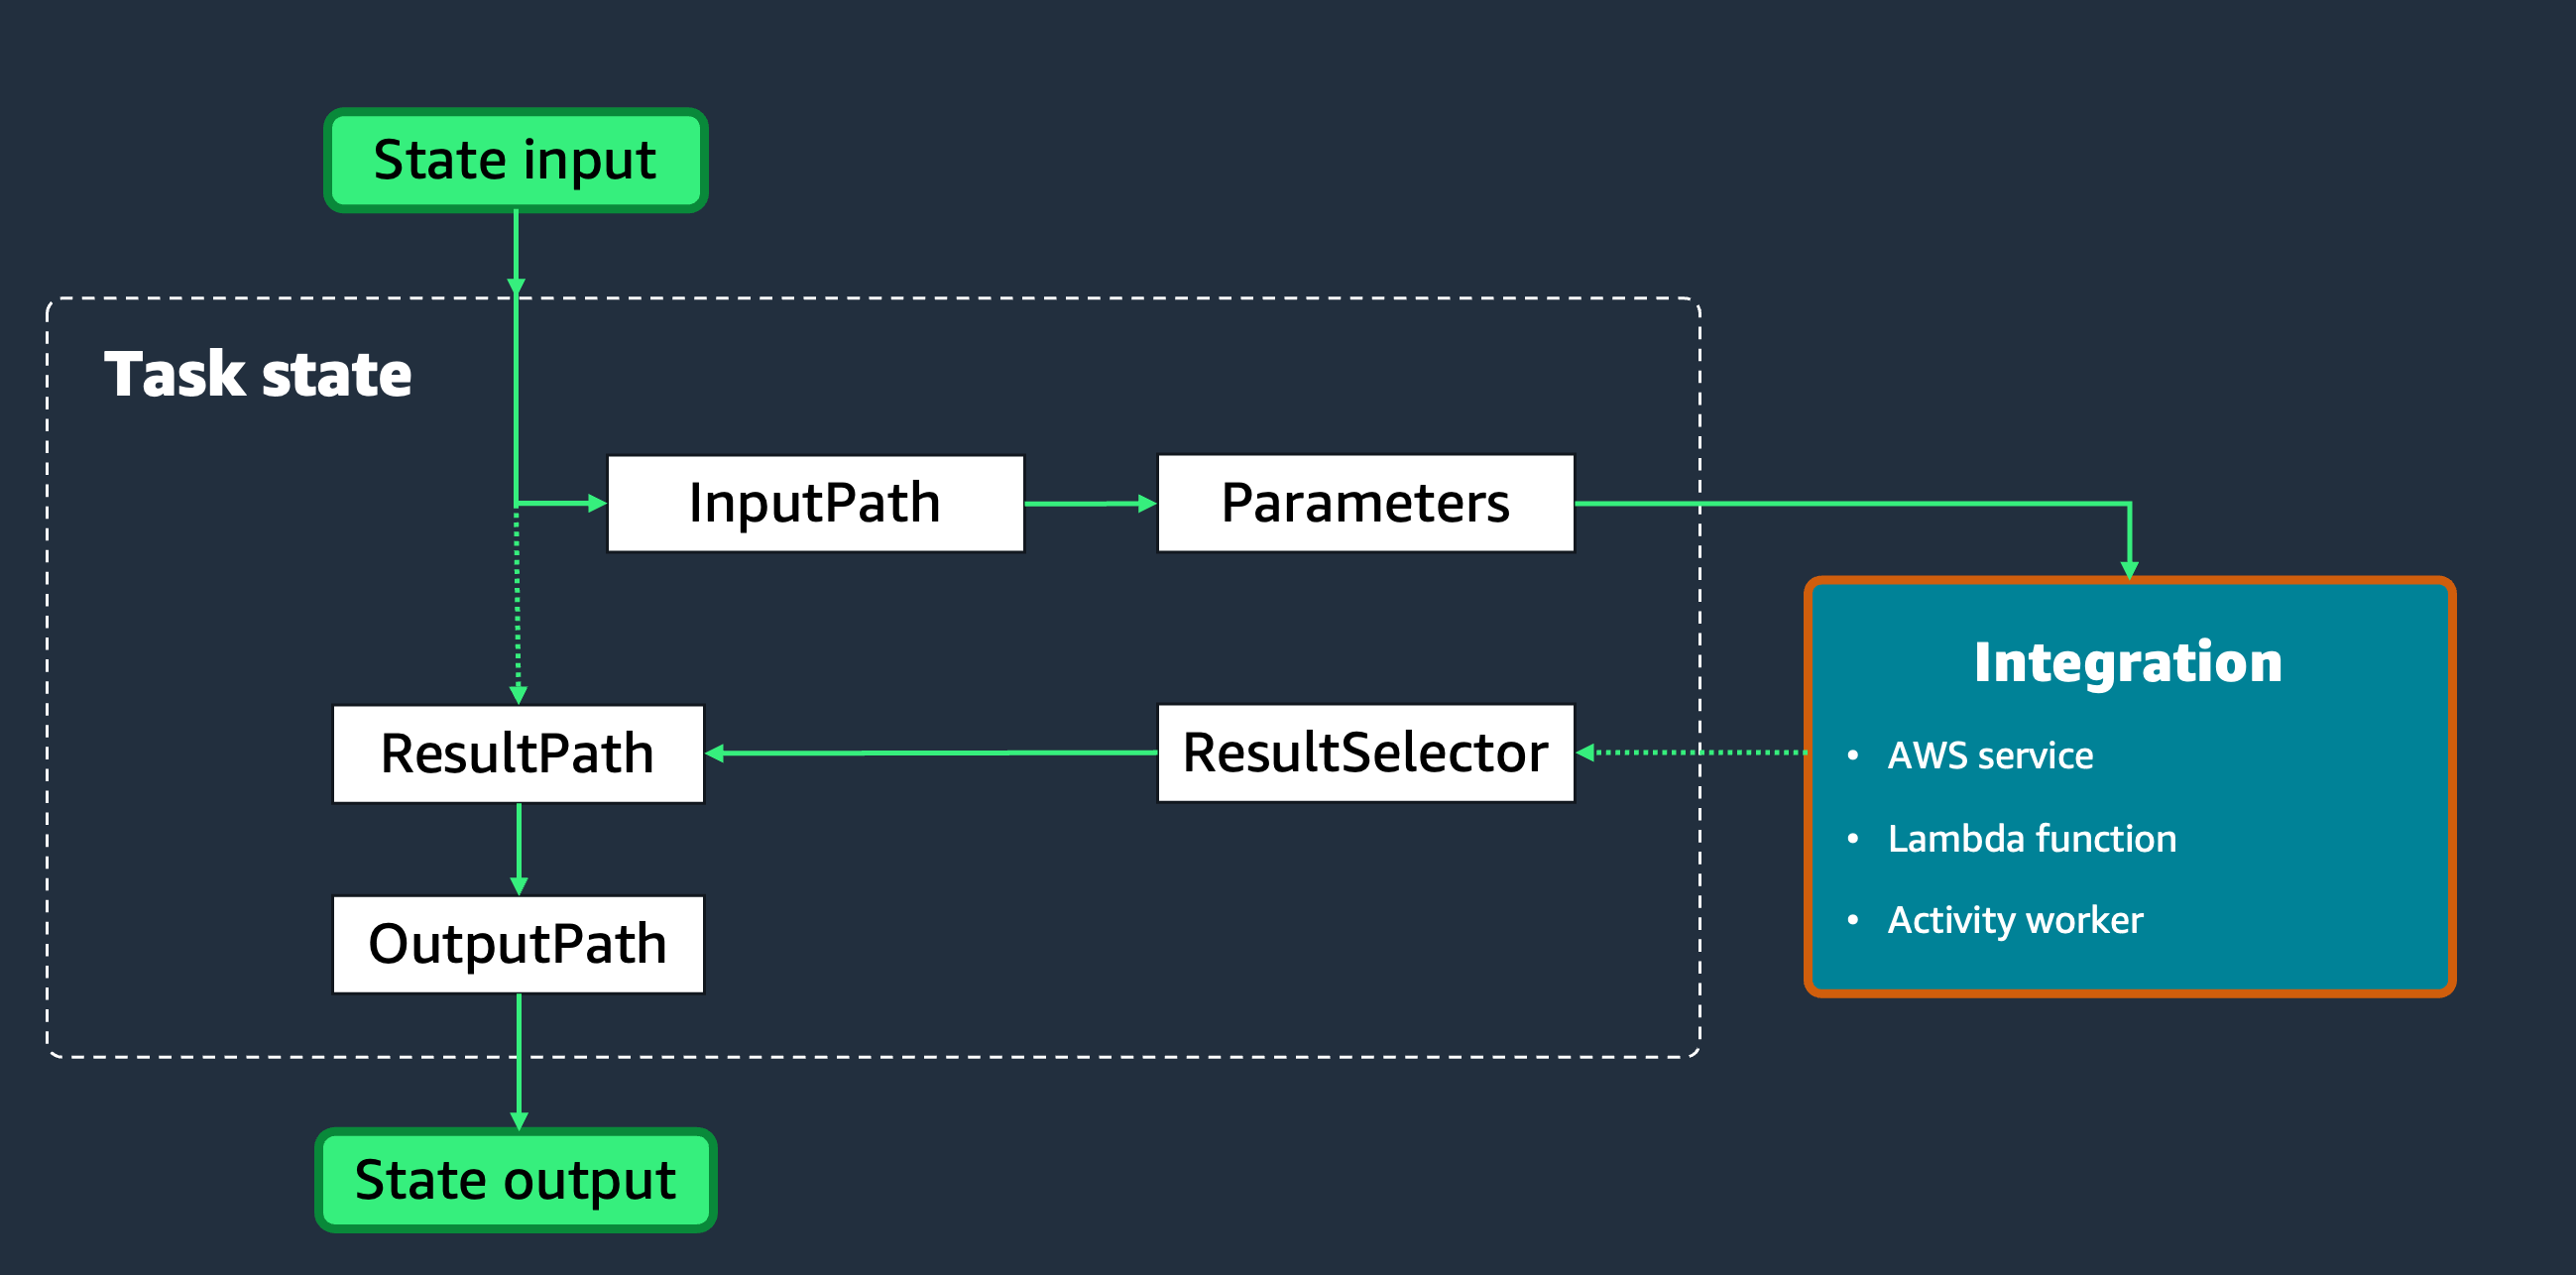 State input
Task state
InputPath
Parameters
Integration
ResultPath
ResultSelector
• AWS service
• Lambda function
• Activity worker
OutputPath
State output